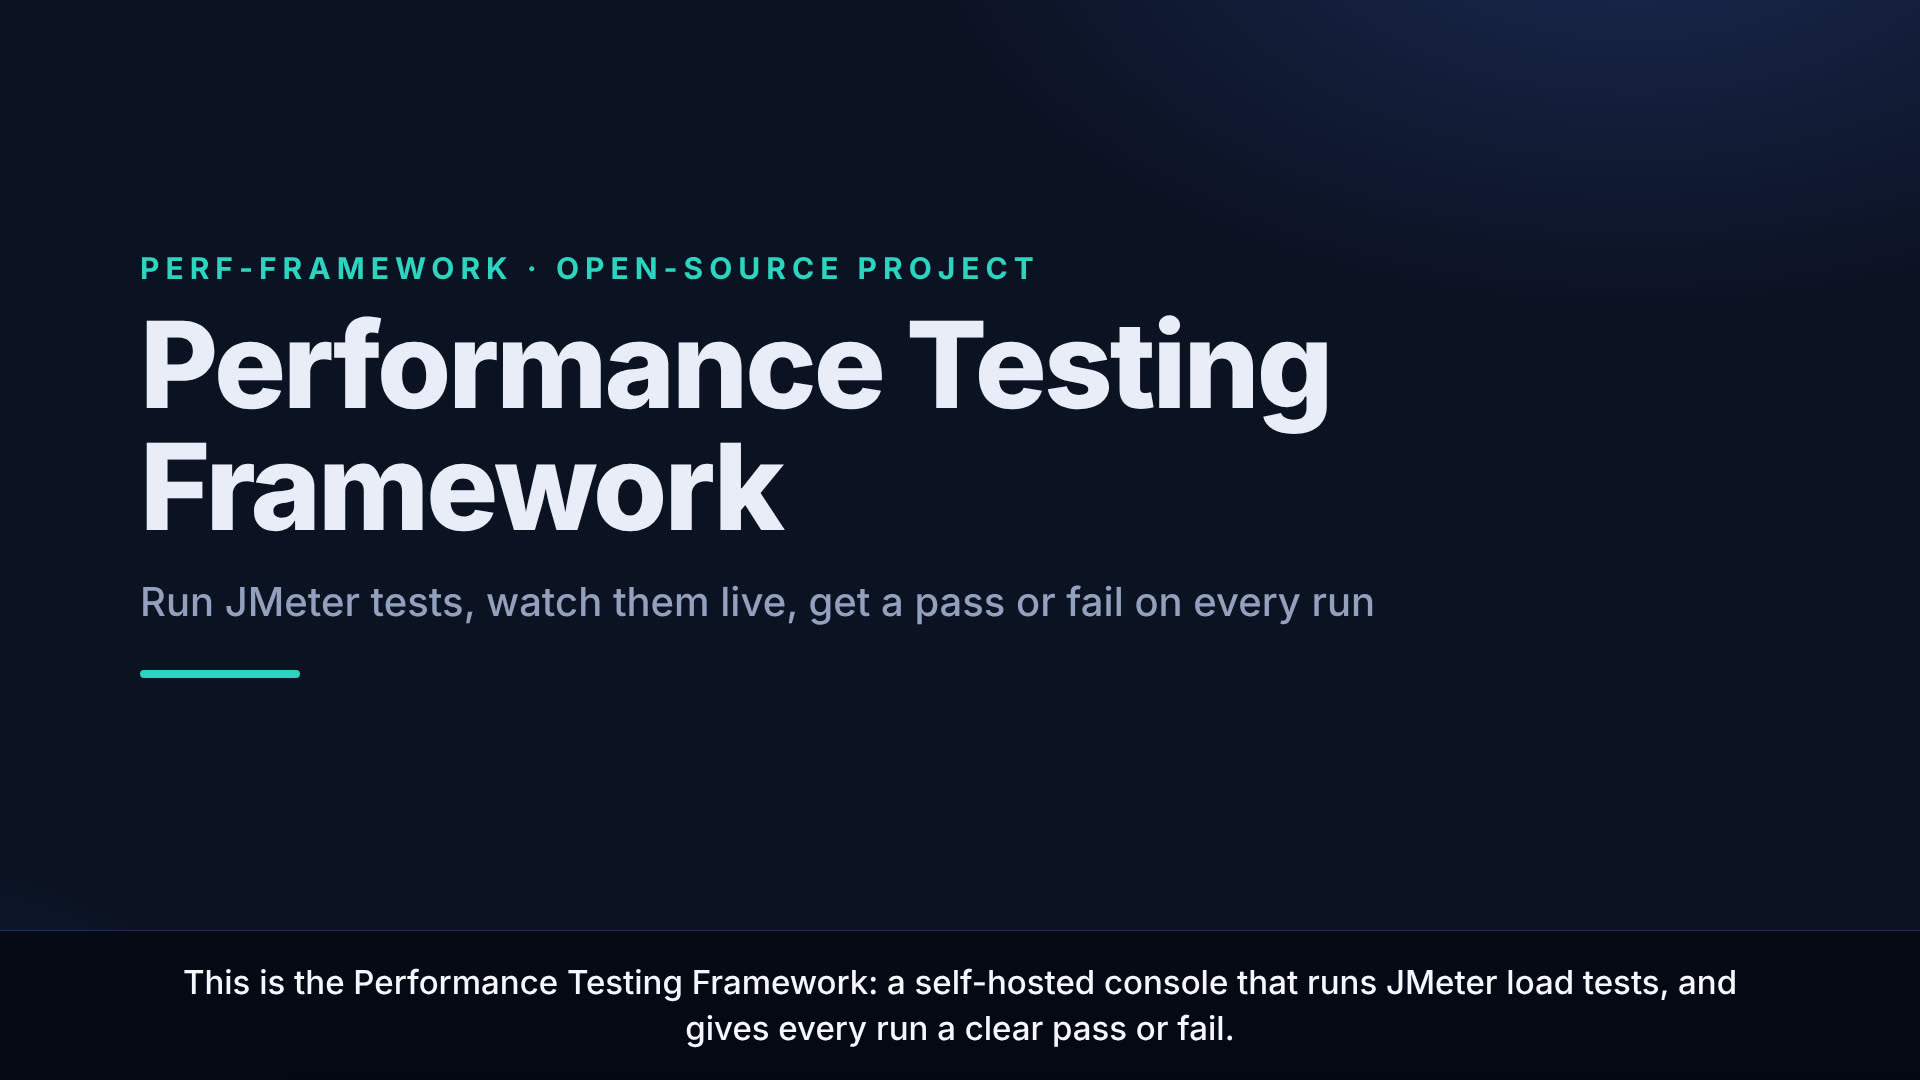 PERF-FRAMEWORK · OPEN-SOURCE PROJECT
Performance Testing
Framework
Run JMeter tests, watch them live, get a pass or fail on every run
This is the Performance Testing Framework: a self-hosted console that runs JMeter load tests, and
gives every run a clear pass or fail.